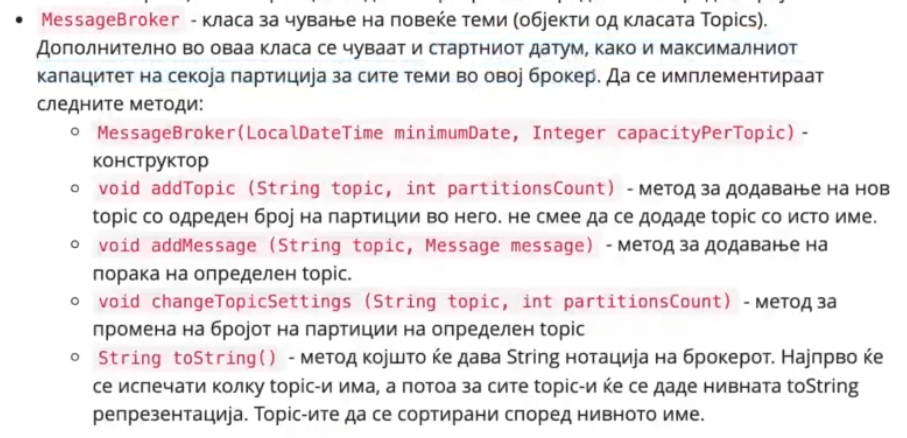 MessageBroker - класа за чување на повеќе теми (објекти од класата Topics).
Дополнително во оваа класа се чуваат и стартниот датум, како и максималниот
капацитет на секоја партиција за сите теми во овој брокер. Да се имплементираат
следните методи:
MessageBroker(LocalDateTime minimumDate, Integer capacityPerTopic) -
конструктор
void addTopic (String topic, int partitionsCount) - метод за додавање на нов
topic со одреден број на партиции во него. не смее да се додаде topic со исто име.
void addMessage (String topic, Message message) - метод за додавање на
порака на определен topic.
void changeTopicSettings (String topic, int partitionsCount) - метод за
промена на бројот на партиции на определен topic
String toString() - метод којшто ќе дава String нотација на брокерот. Најпрво ќе
се испечати колку topic-и има, а потоа за сите topic-и ќе се даде нивната toString
репрезентација. Topic-ите да се сортирани според нивното име.